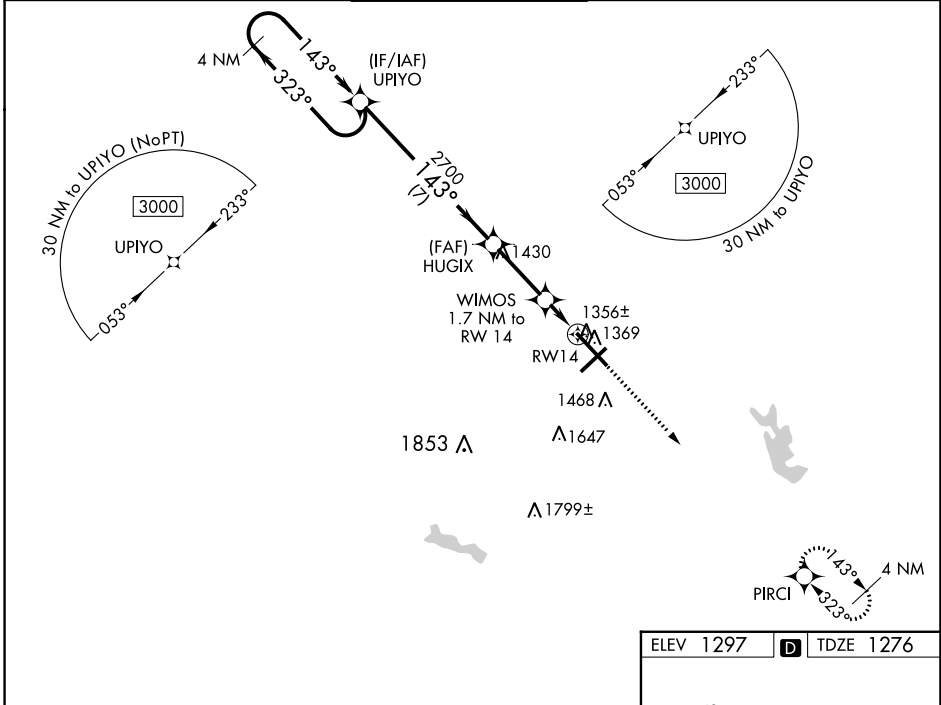 4 NM
143°
323°
(IF/IAF)
UPIYO
30 NM to UPIYO (NoPT)
3000
233°
UPIYO
053°
233°
UPIYO
053°
3000
30 NM to UPIYO
2700
143°
(7)
(FAF)
HUGIX
1430
WIMOS
1.7 NM to
RW 14
1356±
1369
RW14
1468
1647
1853
1799±
PIRCI
143°
323°
4 NM
ELEV 1297 D TDZE 1276